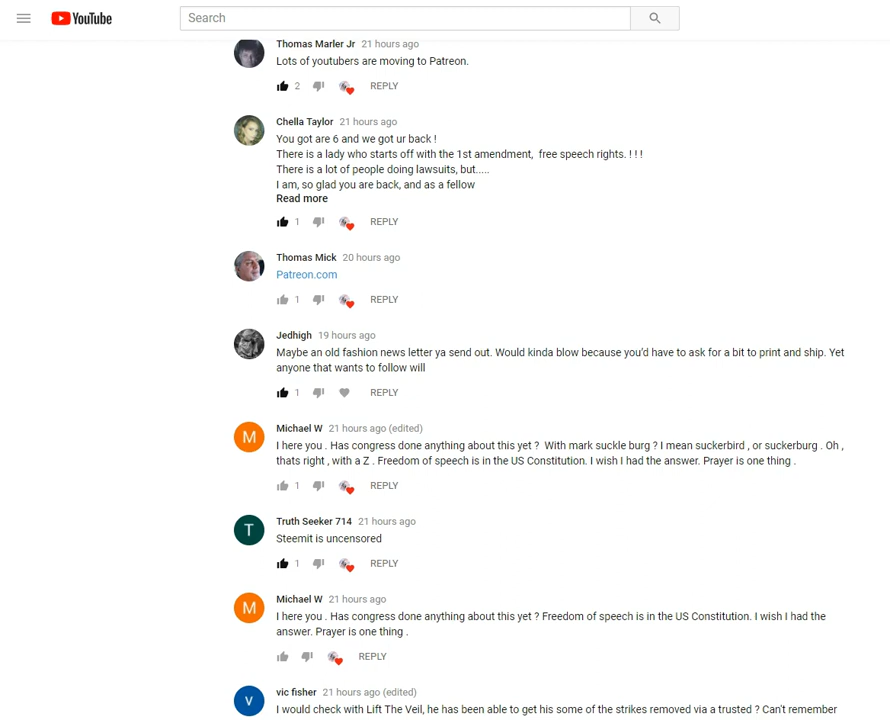 YouTube
Search
Thomas Marler Jr 21 hours ago
Lots of youtubers are moving to Patreon.
2 REPLY
Chella Taylor 21 hours ago
You got are 6 and we got ur back !
There is a lady who starts off with the 1st amendment, free speech rights. ! ! !
There is a lot of people doing lawsuits, but.....
I am, so glad you are back, and as a fellow
Read more
1 REPLY
Thomas Mick 20 hours ago
Patreon.com
1 REPLY
Jedhigh 19 hours ago
Maybe an old fashion news letter ya send out. Would kinda blow because you'd have to ask for a bit to print and ship. Yet
anyone that wants to follow will
1 REPLY
M
Michael W 21 hours ago (edited)
I here you . Has congress done anything about this yet ? With mark suckle burg ? I mean suckerbird , or suckerburg . Oh ,
thats right , with a Z . Freedom of speech is in the US Constitution. I wish I had the answer. Prayer is one thing .
1 REPLY
T
Truth Seeker 714 21 hours ago
Steemit is uncensored
1 REPLY
M
Michael W 21 hours ago
I here you . Has congress done anything about this yet ? Freedom of speech is in the US Constitution. I wish I had the
answer. Prayer is one thing .
REPLY
V
vic fisher 21 hours ago (edited)
I would check with Lift The Veil, he has been able to get his some of the strikes removed via a trusted ? Can't remember